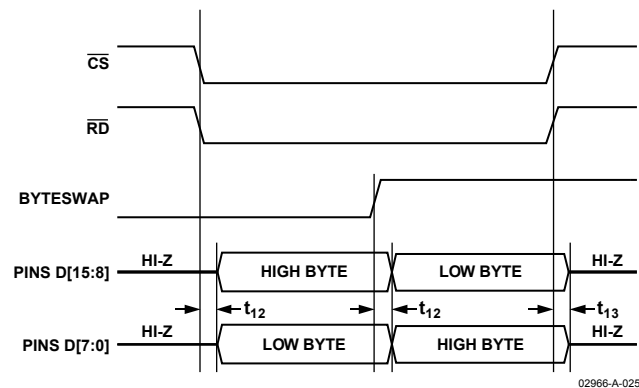 CS
RD
BYTESWAP
PINS D[15:8] HI-Z HIGH BYTE LOW BYTE HI-Z
t12 t12 t13
PINS D[7:0] HI-Z LOW BYTE HIGH BYTE HI-Z
02966-A-025